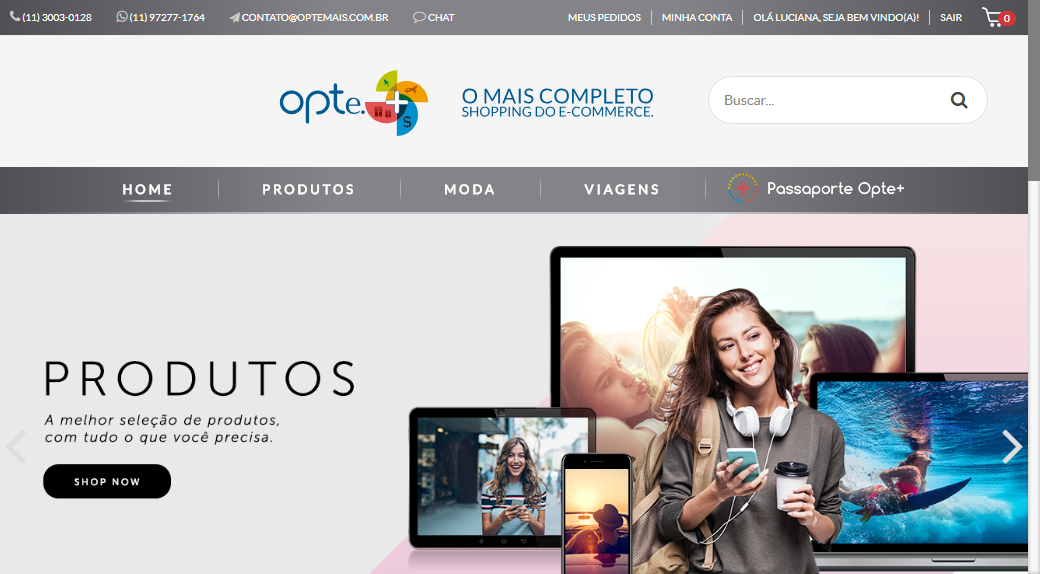 (11) 3003-0128 (11) 97277-1764 CONTATO@OPTEMAIS.COM.BR CHAT MEUS PEDIDOS MINHA CONTA OLÁ LUCIANA, SEJA BEM VINDO(A)! SAIR 0
opte.+ $
O MAIS COMPLETO
SHOPPING DO E-COMMERCE.
Buscar...
HOME PRODUTOS MODA VIAGENS Passaporte Opte+
PRODUTOS
A melhor seleção de produtos,
com tudo o que você precisa.
SHOP NOW